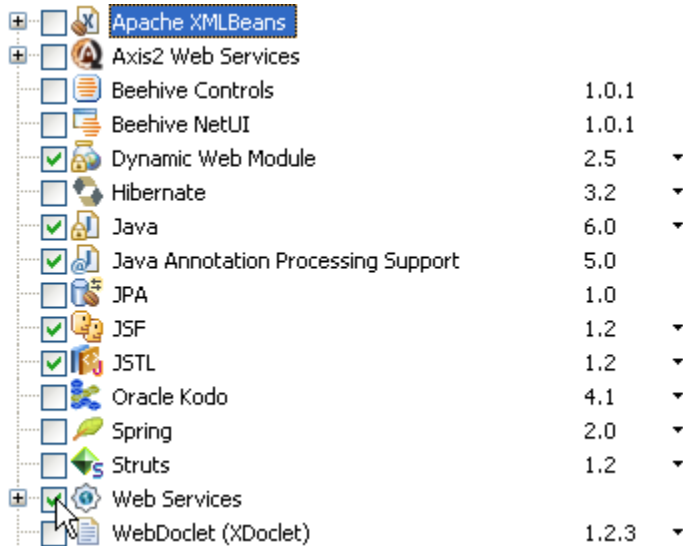 Apache XMLBeans
Axis2 Web Services
Beehive Controls 1.0.1
Beehive NetUI 1.0.1
Dynamic Web Module 2.5
Hibernate 3.2
Java 6.0
Java Annotation Processing Support 5.0
JPA 1.0
JSF 1.2
JSTL 1.2
Oracle Kodo 4.1
Spring 2.0
Struts 1.2
Web Services
WebDoclet (XDoclet) 1.2.3